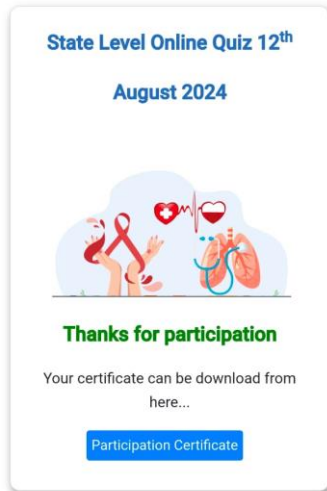 State Level Online Quiz 12th
August 2024
Thanks for participation
Your certificate can be download from
here...
Participation Certificate